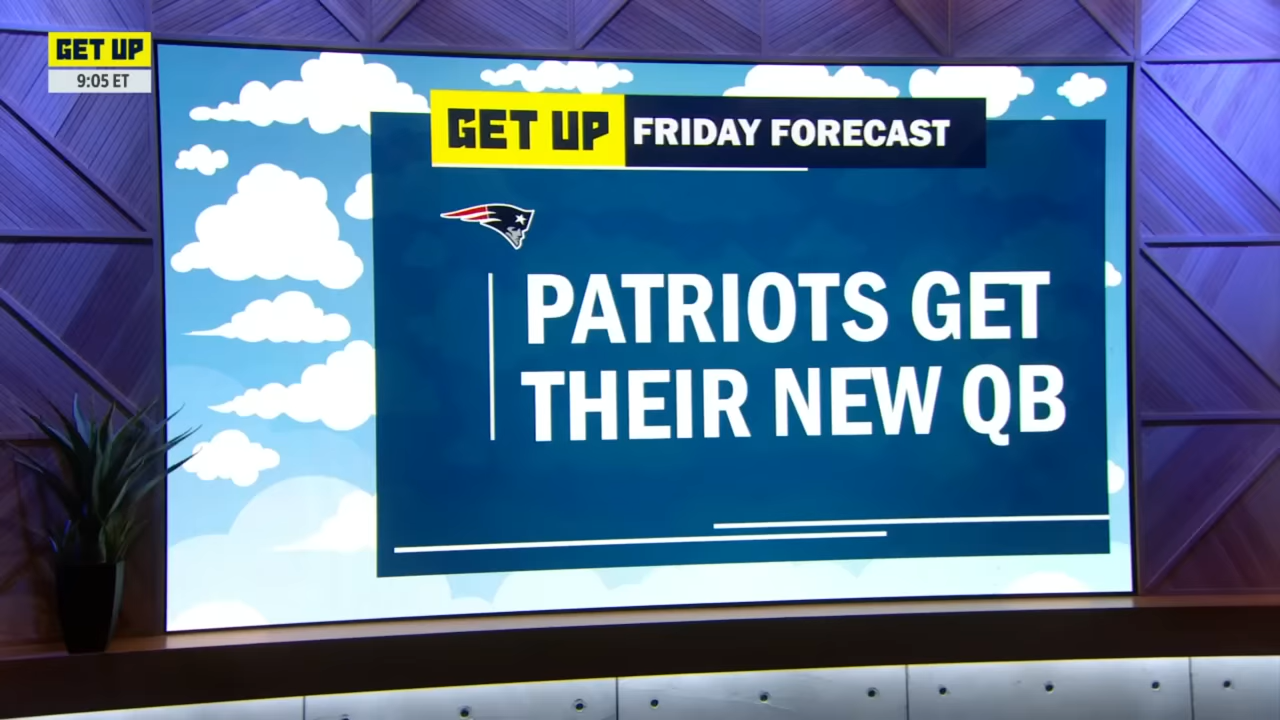 GET UP
9:05 ET
GET UP FRIDAY FORECAST
PATRIOTS GET
THEIR NEW QB